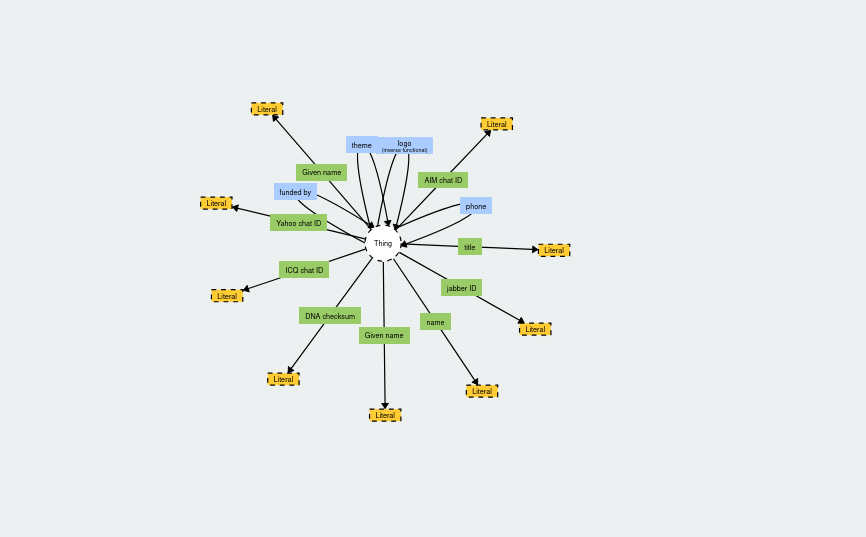 Literal
Literal
theme
logo
(inverse functional)
Given name
AIM chat ID
funded by
Literal
phone
Yahoo chat ID
Thing
title
Literal
ICQ chat ID
jabber ID
Literal
DNA checksum
name
Literal
Given name
Literal
Literal
Literal